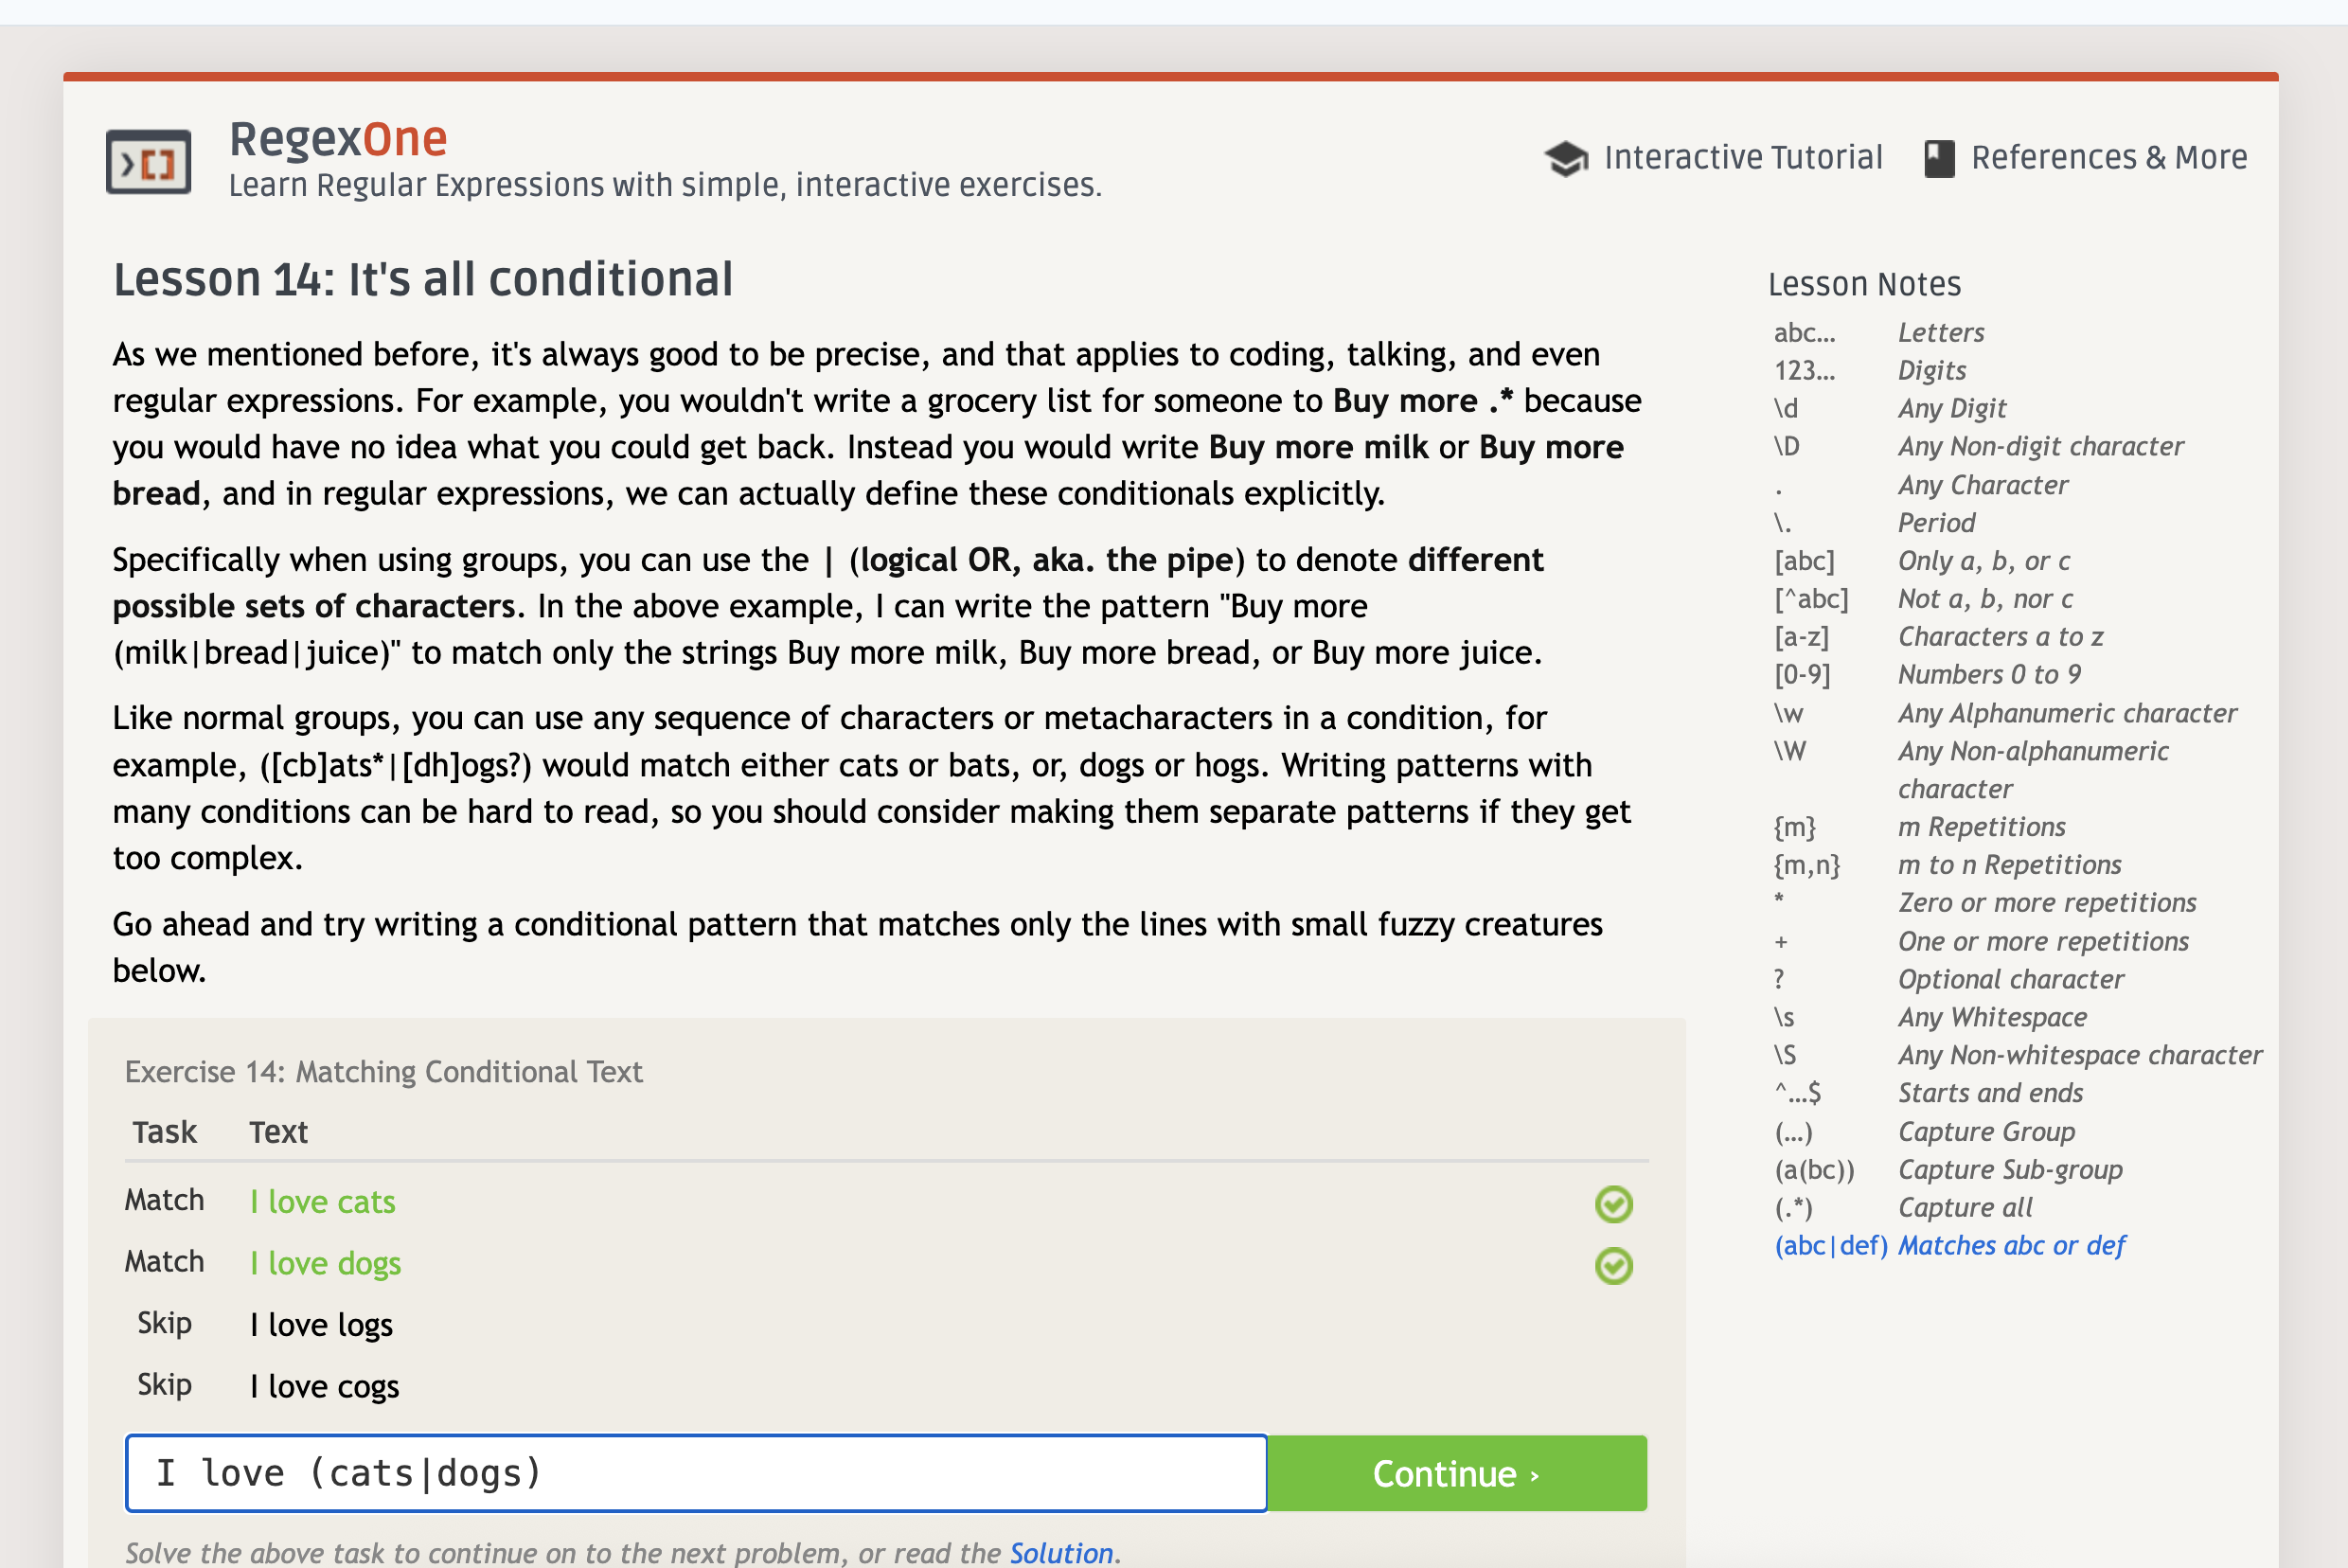 RegexOne
Learn Regular Expressions with simple, interactive exercises.
Interactive Tutorial
References & More
Lesson 14: It's all conditional
As we mentioned before, it's always good to be precise, and that applies to coding, talking, and even
regular expressions. For example, you wouldn't write a grocery list for someone to Buy more .* because
you would have no idea what you could get back. Instead you would write Buy more milk or Buy more
bread, and in regular expressions, we can actually define these conditionals explicitly.
Specifically when using groups, you can use the | (logical OR, aka. the pipe) to denote different
possible sets of characters. In the above example, I can write the pattern "Buy more
(milk|bread|juice)" to match only the strings Buy more milk, Buy more bread, or Buy more juice.
Like normal groups, you can use any sequence of characters or metacharacters in a condition, for
example, ([cb]ats*|[dh]ogs?) would match either cats or bats, or, dogs or hogs. Writing patterns with
many conditions can be hard to read, so you should consider making them separate patterns if they get
too complex.
Go ahead and try writing a conditional pattern that matches only the lines with small fuzzy creatures
below.
Exercise 14: Matching Conditional Text
Task Text
Match I love cats
Match I love dogs
Skip I love logs
Skip I love cogs
I love (cats|dogs)
Continue ›
Solve the above task to continue on to the next problem, or read the Solution.
Lesson Notes
abc… Letters
123… Digits
\d Any Digit
\D Any Non-digit character
. Any Character
\. Period
[abc] Only a, b, or c
[^abc] Not a, b, nor c
[a-z] Characters a to z
[0-9] Numbers 0 to 9
\w Any Alphanumeric character
\W Any Non-alphanumeric
character
{m} m Repetitions
{m,n} m to n Repetitions
* Zero or more repetitions
+ One or more repetitions
? Optional character
\s Any Whitespace
\S Any Non-whitespace character
^…$ Starts and ends
(…) Capture Group
(a(bc)) Capture Sub-group
(.*) Capture all
(abc|def) Matches abc or def